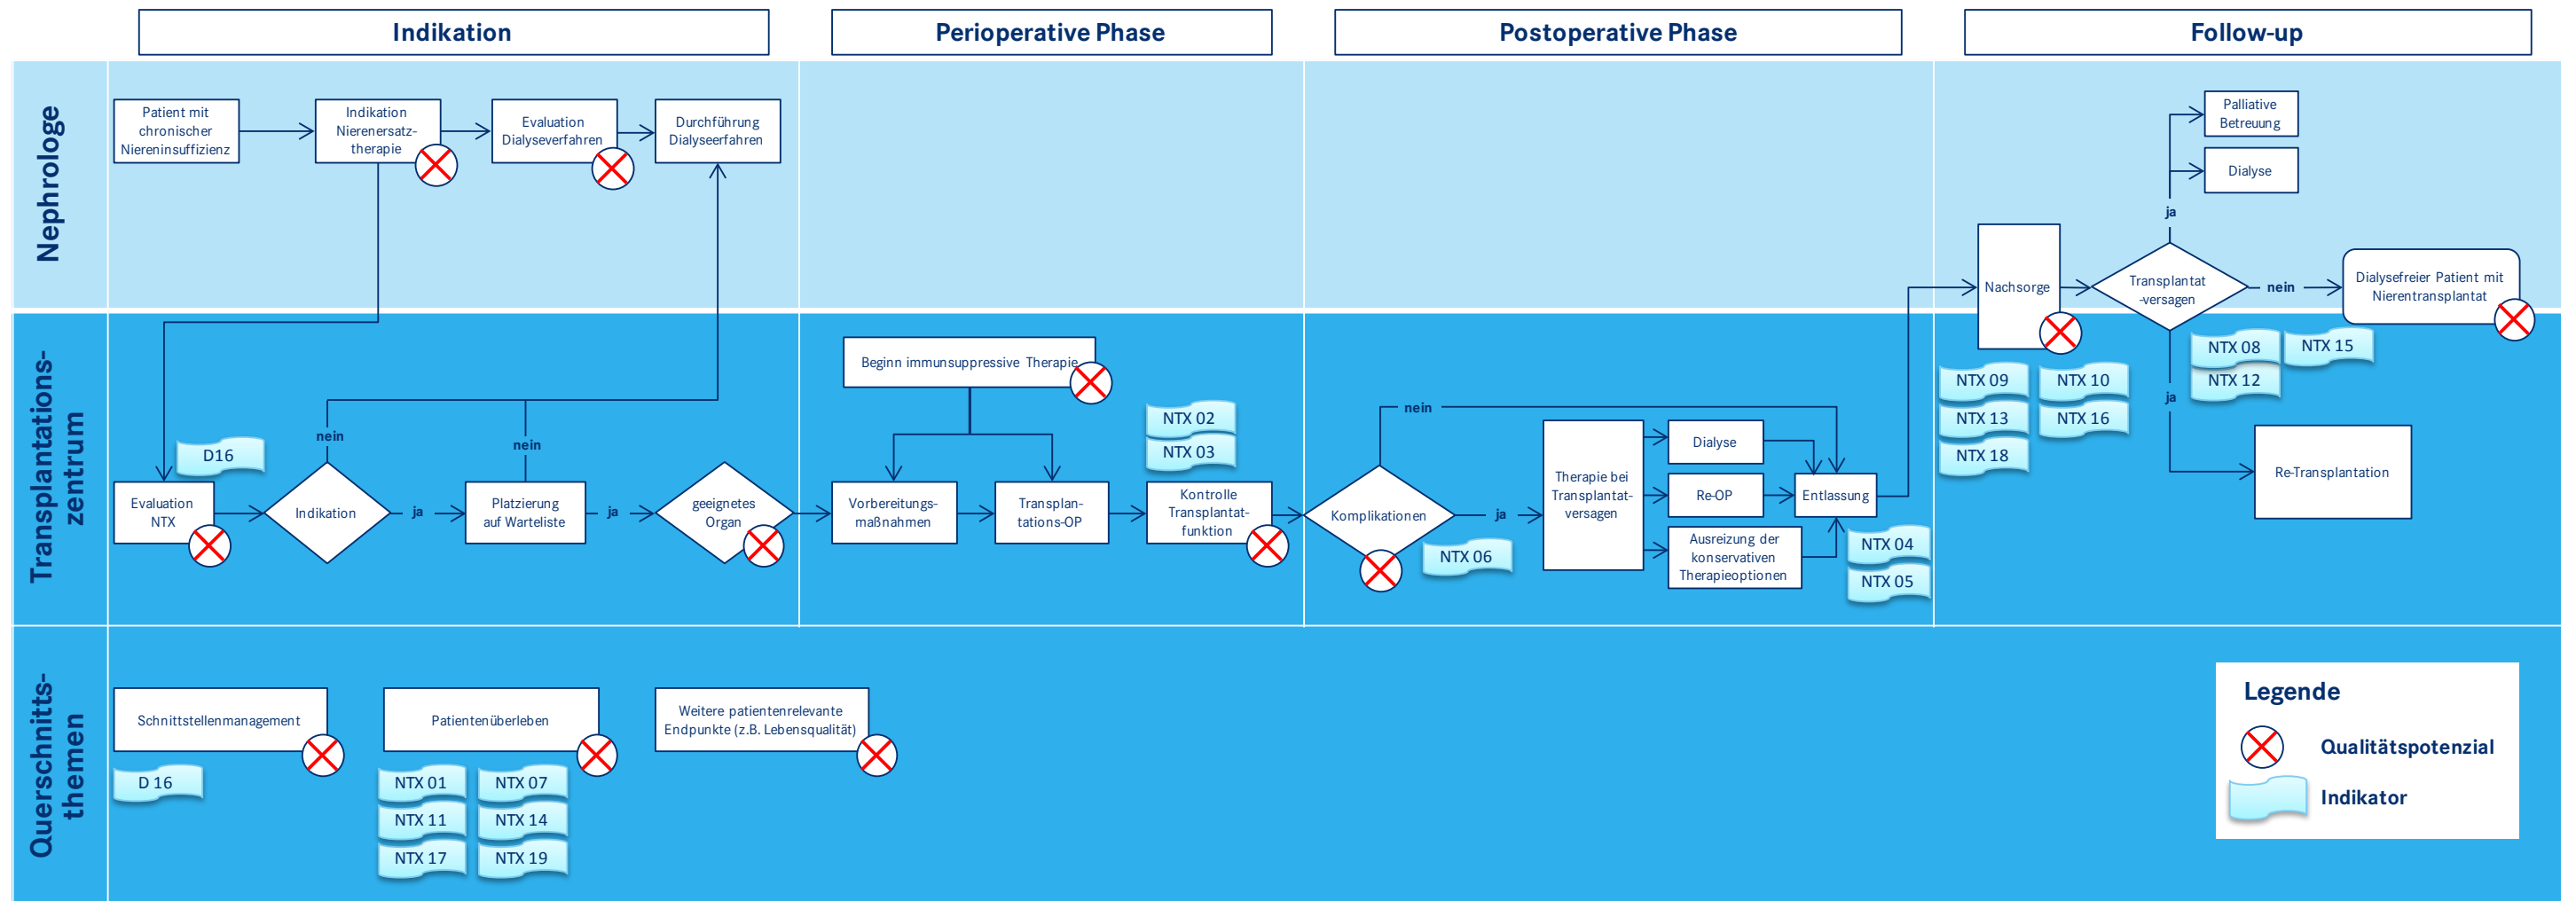 Indikation
Perioperative Phase
Postoperative Phase
Follow-up
Nephrologe
Patient mit
chronischer
Niereninsuffizienz
Indikation
Nierenersatz-
therapie
Evaluation
Dialyseverfahren
Durchführung
Dialyseerfahren
Palliative
Betreuung
Dialyse
ja
Nachsorge
Transplantat
-versagen
nein
Dialysefreier Patient mit
Nierentransplantat
Transplantations-
zentrum
D16
Evaluation
NTX
nein
Indikation
ja
nein
Platzierung
auf Warteliste
ja
geeignetes
Organ
Beginn immunsuppressive Therapie
NTX 02
NTX 03
Vorbereitungs-
maßnahmen
Transplan-
tations-OP
Kontrolle
Transplantat-
funktion
nein
Komplikationen
ja
NTX 06
Therapie bei
Transplantat-
versagen
Dialyse
Re-OP
Ausreizung der
konservativen
Therapieoptionen
Entlassung
NTX 04
NTX 05
NTX 09
NTX 10
NTX 13
NTX 16
NTX 18
NTX 08
NTX 15
NTX 12
ja
Re-Transplantation
Querschnitts-
themen
Schnittstellenmanagement
D 16
Patientenüberleben
NTX 01
NTX 07
NTX 11
NTX 14
NTX 17
NTX 19
Weitere patientenrelevante
Endpunkte (z.B. Lebensqualität)
Legende
Qualitätspotenzial
Indikator